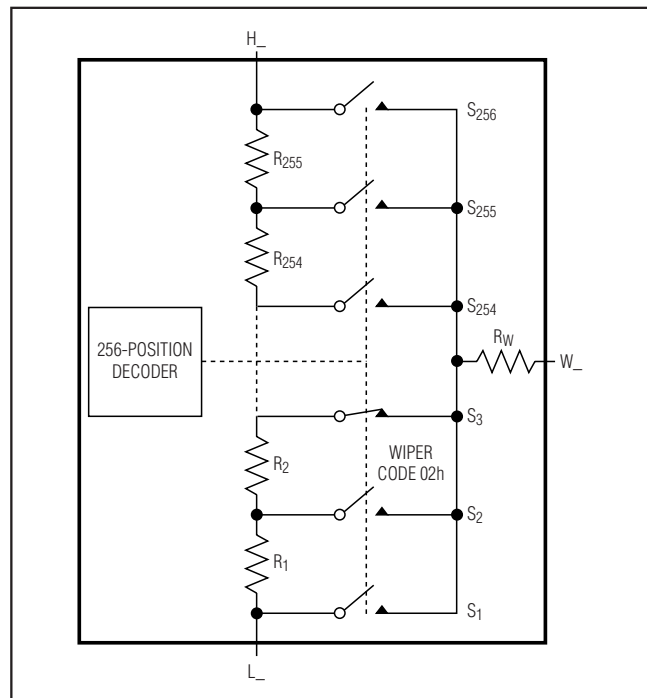 H_
S256
R255
S255
R254
S254
256-POSITION
DECODER
RW
W_
S3
WIPER
CODE 02h
R2
S2
R1
S1
L_